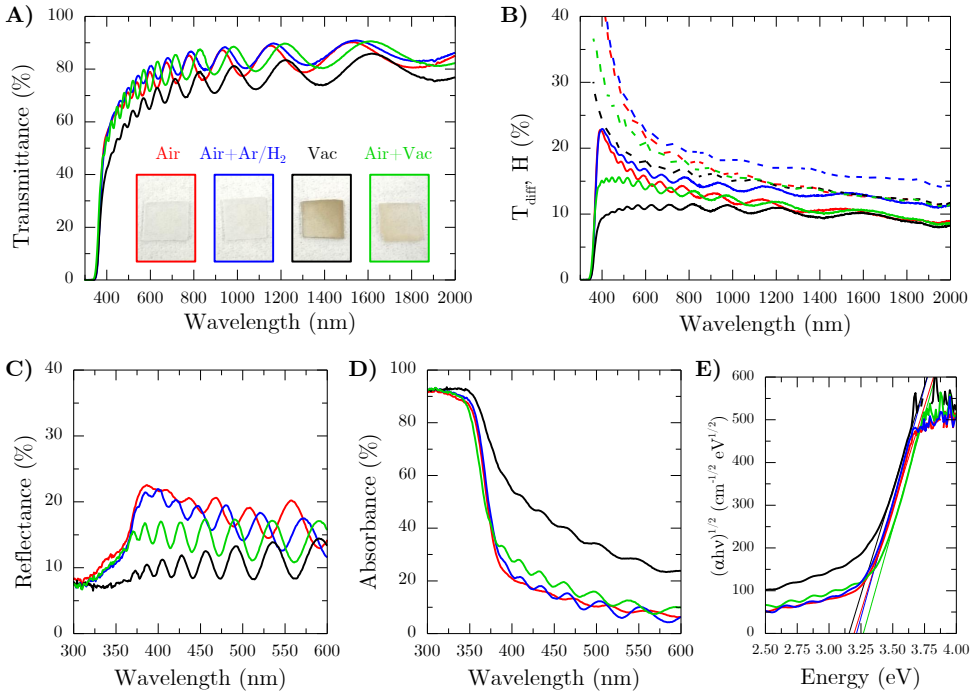 A)
Transmittance (%)
100
80
60
40
20
0
Air
Air+Ar/H₂
Vac
Air+Vac
400 600 800 1000 1200 1400 1600 1800 2000
Wavelength (nm)
B)
T_diff, H (%)
40
30
20
10
0
400 600 800 1000 1200 1400 1600 1800 2000
Wavelength (nm)
C)
Reflectance (%)
40
30
20
10
0
300 350 400 450 500 550 600
Wavelength (nm)
D)
Absorbance (%)
100
80
60
40
20
0
300 350 400 450 500 550 600
Wavelength (nm)
E)
(αhν)^1/2 (cm^-1/2 eV^1/2)
600
500
400
300
200
100
0
2.50 2.75 3.00 3.25 3.50 3.75 4.00
Energy (eV)